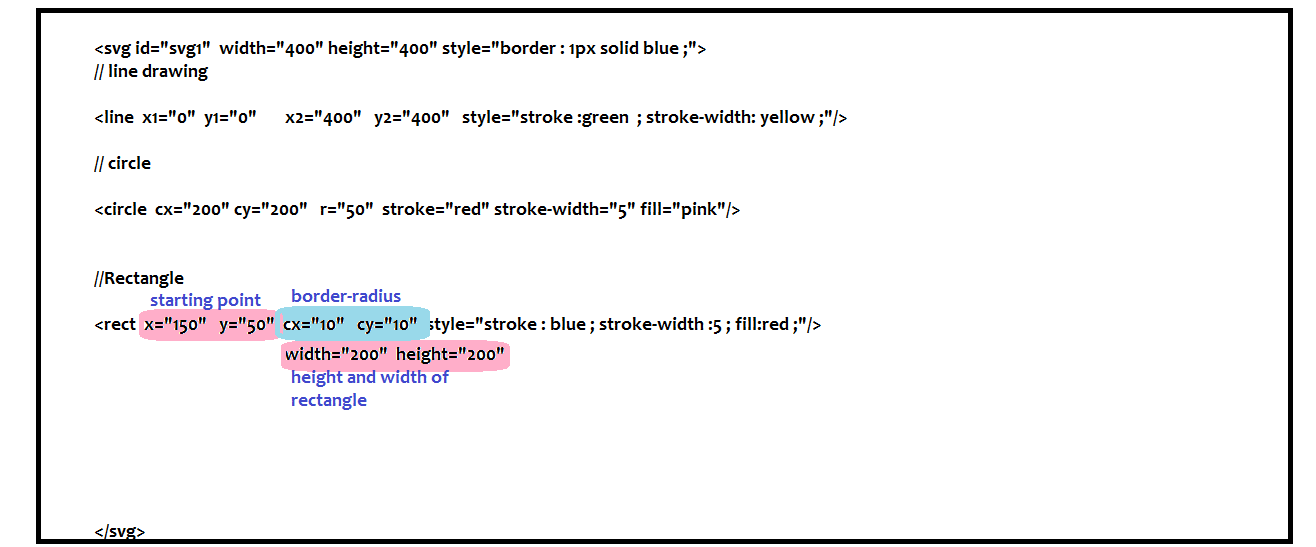 <svg id="svg1" width="400" height="400" style="border : 1px solid blue ;">
// line drawing
<line x1="0" y1="0" x2="400" y2="400" style="stroke :green ; stroke-width: yellow ;"/>
// circle
<circle cx="200" cy="200" r="50" stroke="red" stroke-width="5" fill="pink"/>
//Rectangle
starting point border-radius
<rect x="150" y="50" cx="10" cy="10" style="stroke : blue ; stroke-width :5 ; fill:red ;"/>
width="200" height="200"
height and width of
rectangle
</svg>